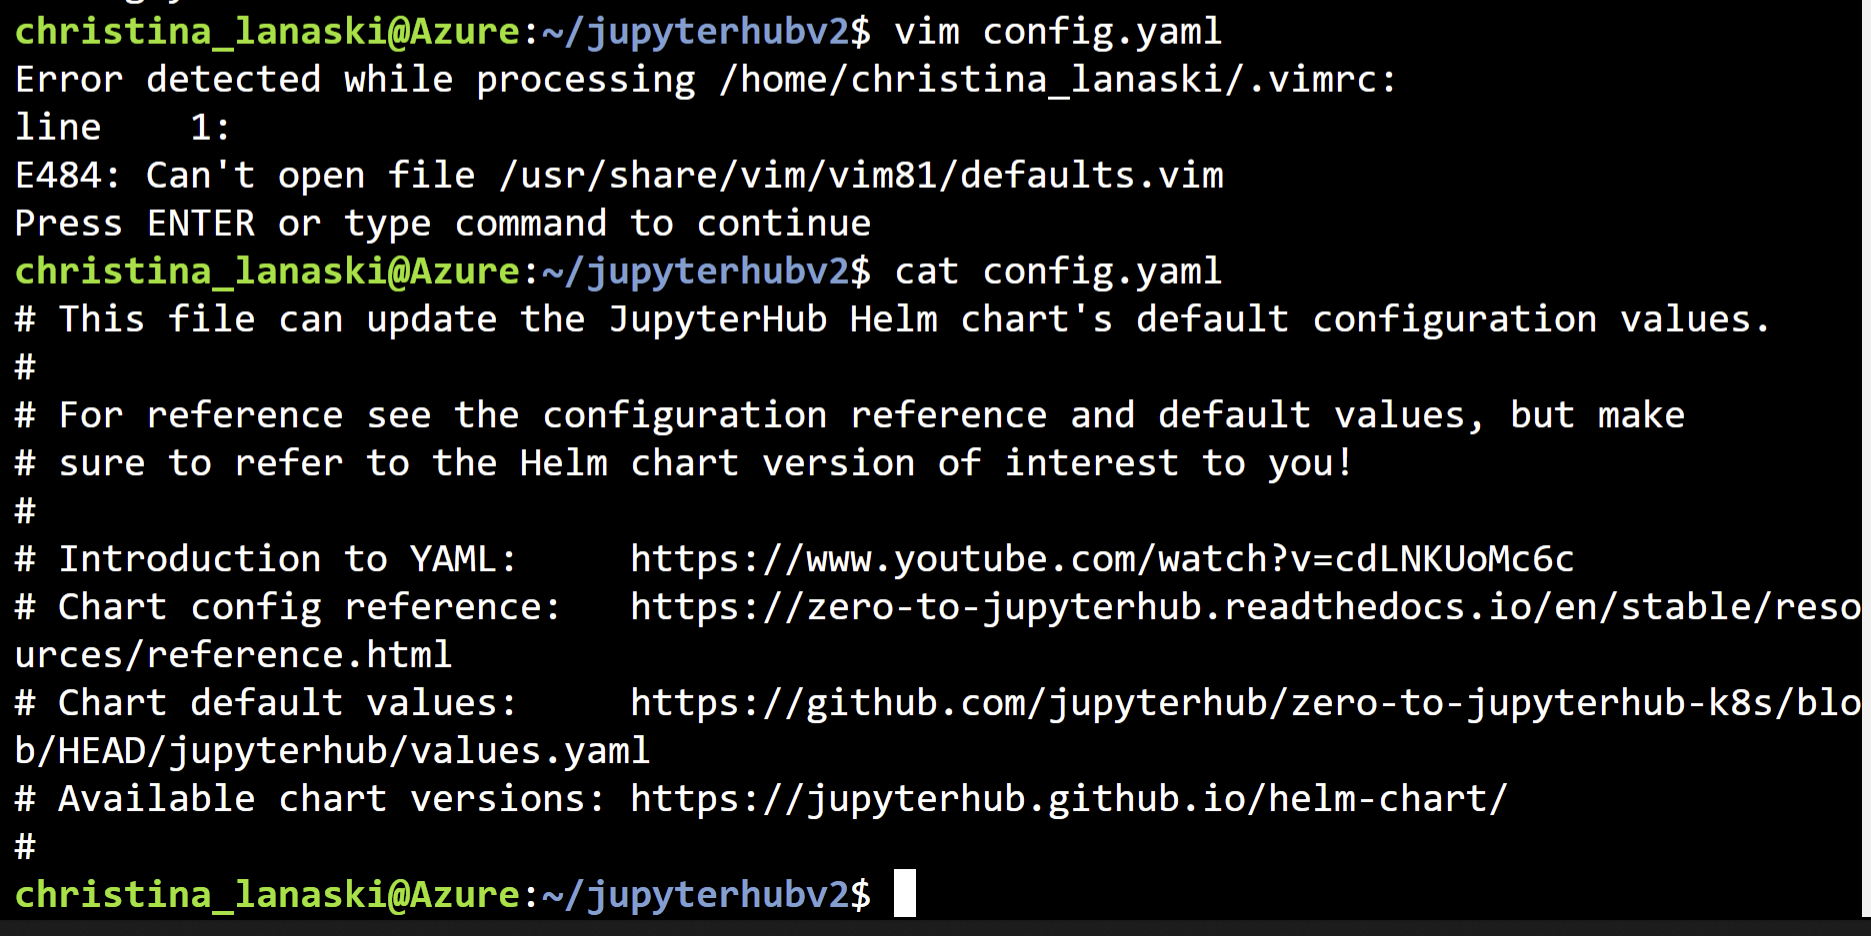 christina_lanaski@Azure:~/jupyterhubv2$ vim config.yaml
Error detected while processing /home/christina_lanaski/.vimrc:
line    1:
E484: Can't open file /usr/share/vim/vim81/defaults.vim
Press ENTER or type command to continue
christina_lanaski@Azure:~/jupyterhubv2$ cat config.yaml
# This file can update the JupyterHub Helm chart's default configuration values.
#
# For reference see the configuration reference and default values, but make
# sure to refer to the Helm chart version of interest to you!
#
# Introduction to YAML:     https://www.youtube.com/watch?v=cdLNKUoMc6c
# Chart config reference:   https://zero-to-jupyterhub.readthedocs.io/en/stable/reso
urces/reference.html
# Chart default values:     https://github.com/jupyterhub/zero-to-jupyterhub-k8s/blo
b/HEAD/jupyterhub/values.yaml
# Available chart versions: https://jupyterhub.github.io/helm-chart/
#
christina_lanaski@Azure:~/jupyterhubv2$